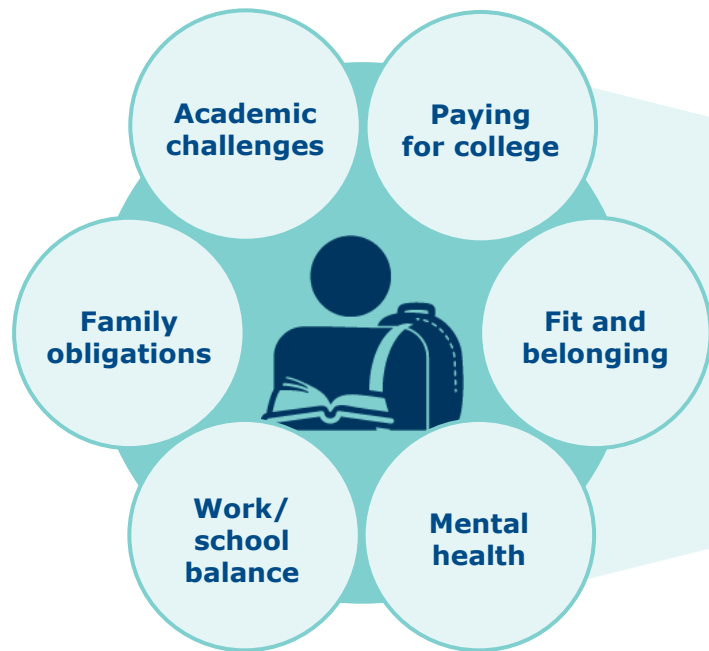 Academic
challenges
Paying
for college
Family
obligations
Fit and
belonging
Work/
school
balance
Mental
health